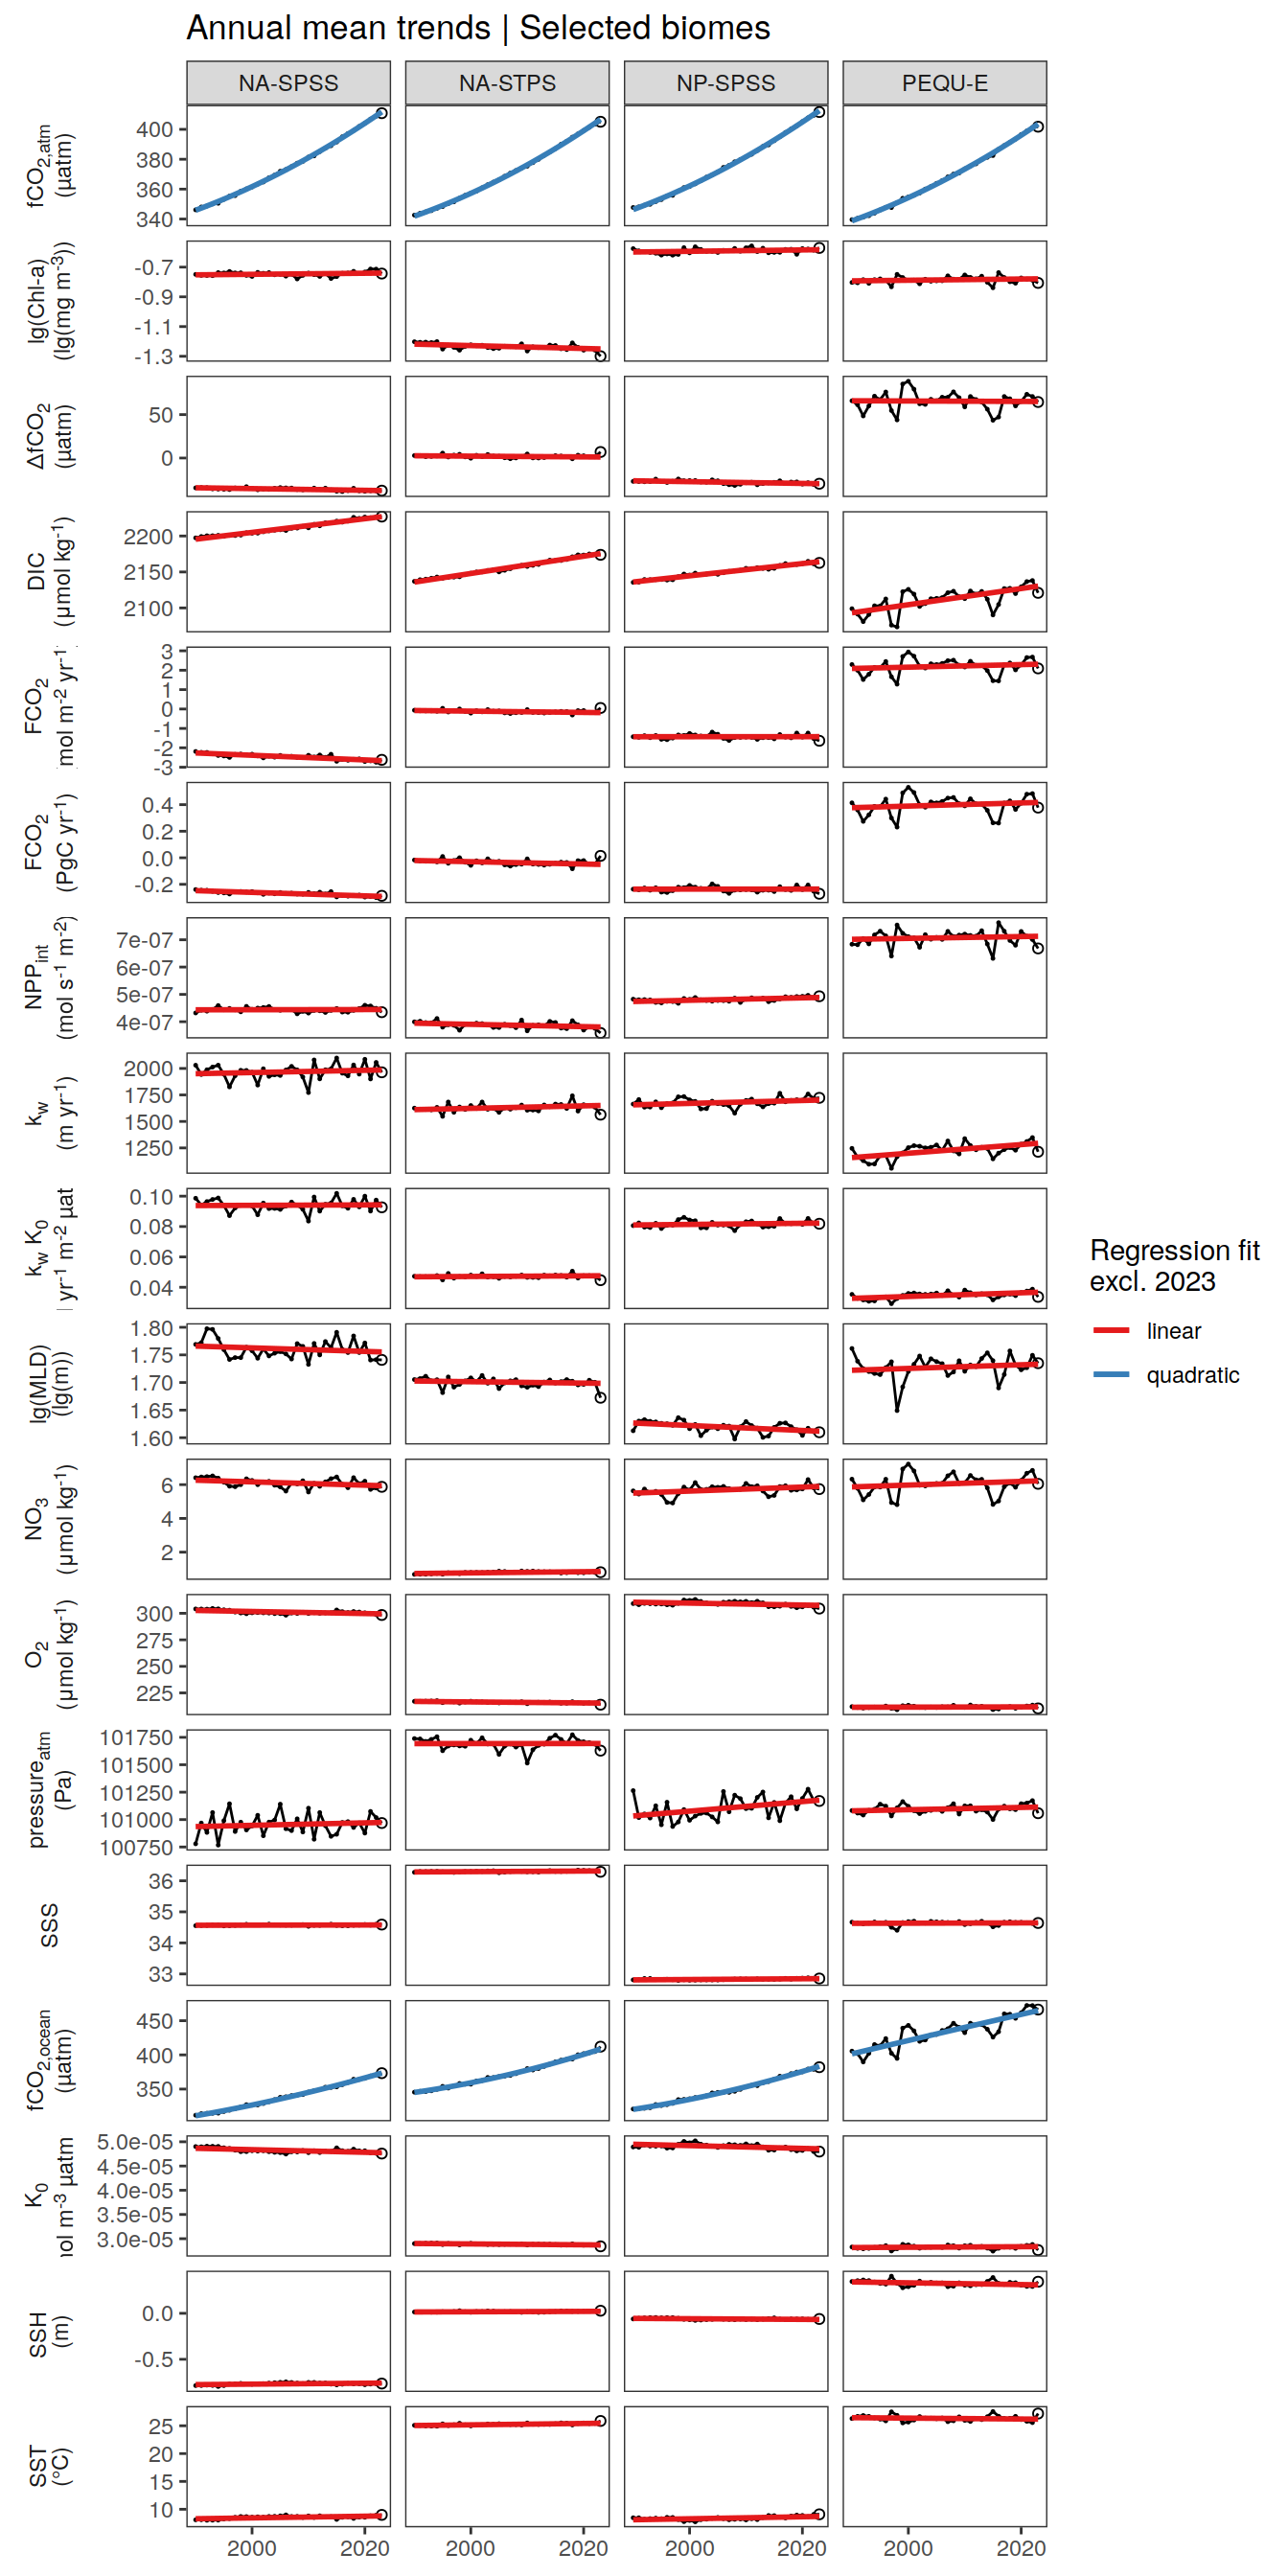 Annual mean trends | Selected biomes
NA-SPSS NA-STPS NP-SPSS PEQU-E
fCO2,atm
(µatm)
400
380
360
340
lg(Chl-a)
(lg(mg m-3))
-0.7
-0.9
-1.1
-1.3
ΔfCO2
(µatm)
50
0
DIC
(µmol kg-1)
2200
2150
2100
FCO2
mol m-2 yr-1
3
2
1
0
-1
-2
-3
FCO2
(PgC yr-1)
0.4
0.2
0.0
-0.2
NPPint
(mol s-1 m-2)
7e-07
6e-07
5e-07
4e-07
kw
(m yr-1)
2000
1750
1500
1250
kw K0
yr-1 m-2 µat
0.10
0.08
0.06
0.04
lg(MLD)
(lg(m))
1.80
1.75
1.70
1.65
1.60
NO3
(µmol kg-1)
6
4
2
O2
(µmol kg-1)
300
275
250
225
pressureatm
(Pa)
101750
101500
101250
101000
100750
SSS
36
35
34
33
fCO2,ocean
(µatm)
450
400
350
K0
ol m-3 µatm
5.0e-05
4.5e-05
4.0e-05
3.5e-05
3.0e-05
SSH
(m)
0.0
-0.5
SST
(°C)
25
20
15
10
2000 2020 2000 2020 2000 2020 2000 2020
Regression fit
excl. 2023
linear
quadratic